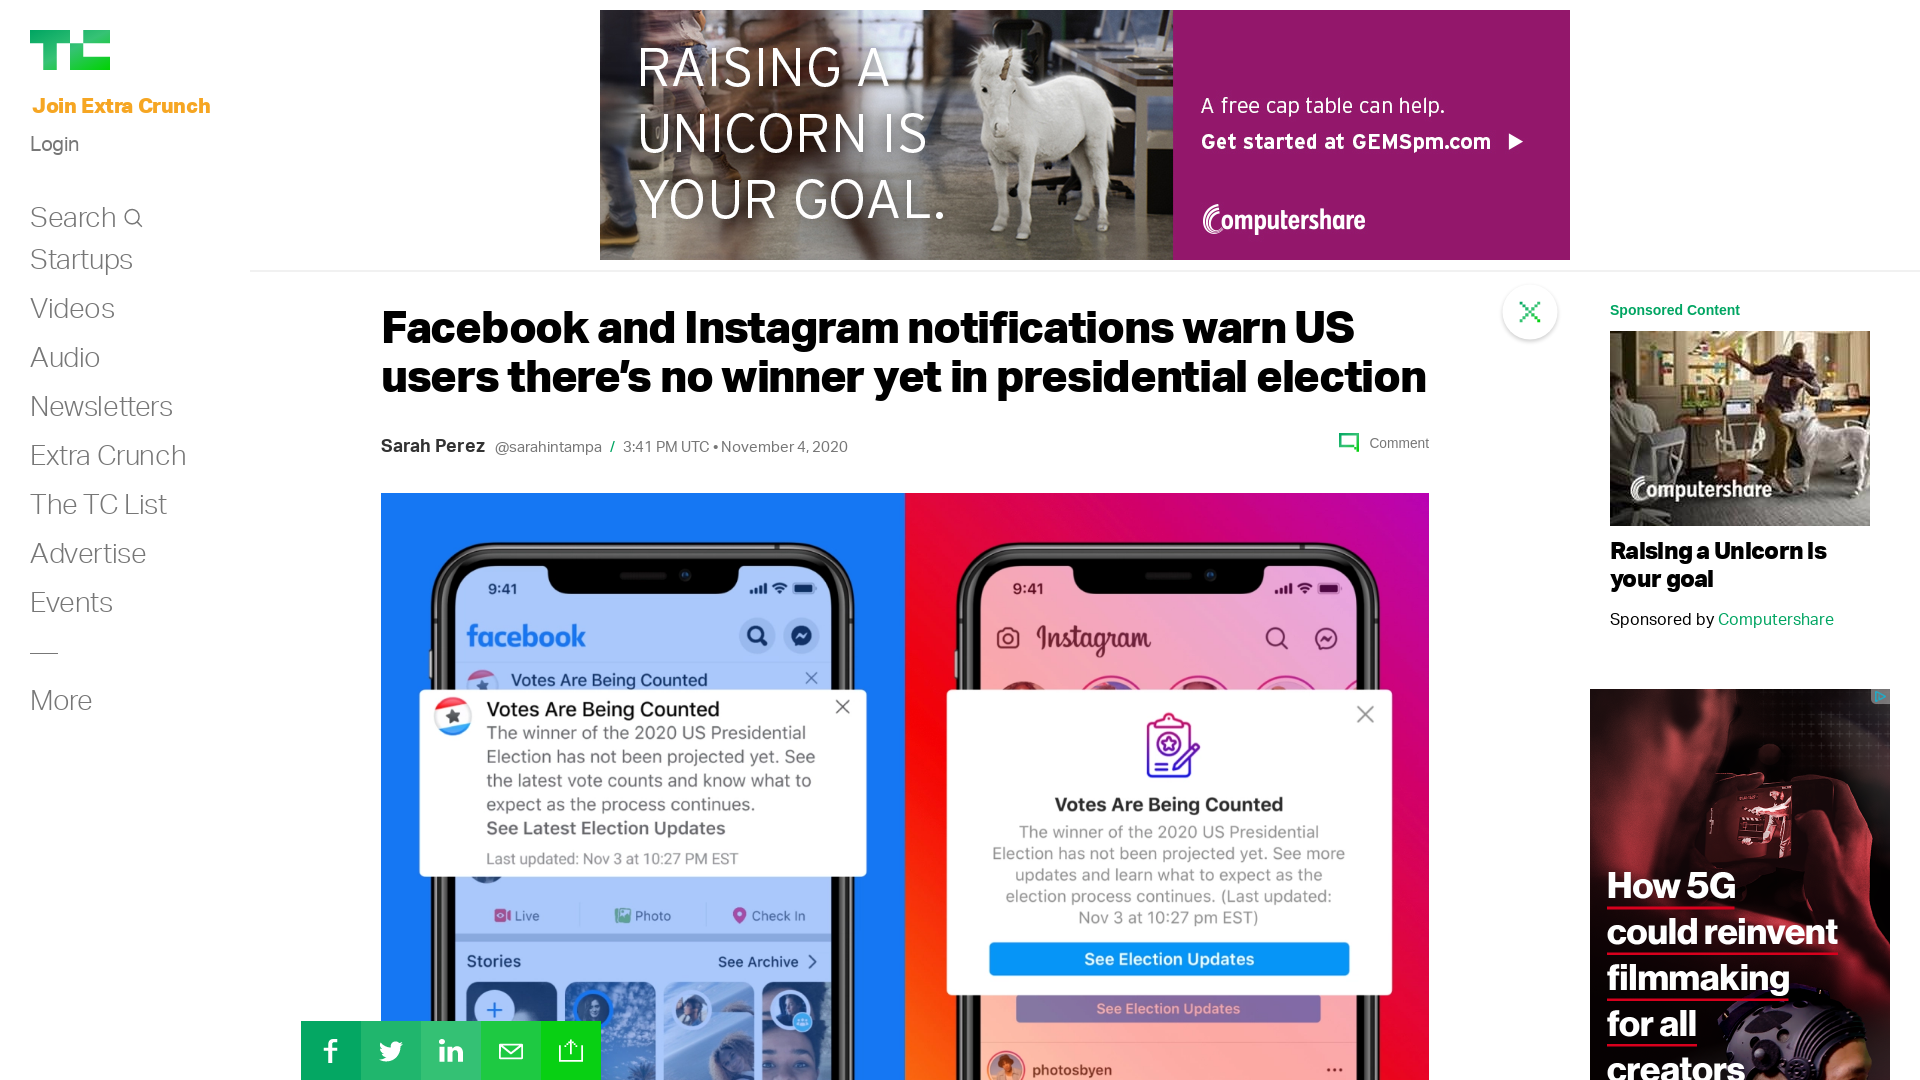 TC
Join Extra Crunch
Login
Search
Startups
Videos
Audio
Newsletters
Extra Crunch
The TC List
Advertise
Events
More
RAISING A
UNICORN IS
YOUR GOAL.
A free cap table can help.
Get started at GEMSpm.com
Computershare
Facebook and Instagram notifications warn US
users there’s no winner yet in presidential election
Sarah Perez @sarahintampa / 3:41 PM UTC • November 4, 2020
Comment
9:41
facebook
Votes Are Being Counted
Votes Are Being Counted
The winner of the 2020 US Presidential
Election has not been projected yet. See
the latest vote counts and know what to
expect as the process continues.
See Latest Election Updates
Last updated: Nov 3 at 10:27 PM EST
Live
Photo
Check In
Stories
See Archive
9:41
Instagram
Votes Are Being Counted
The winner of the 2020 US Presidential
Election has not been projected yet. See more
updates and learn what to expect as the
election process continues. (Last updated:
Nov 3 at 10:27 pm EST)
See Election Updates
See Election Updates
photosbyen
Sponsored Content
Computershare
Raising a Unicorn is
your goal
Sponsored by Computershare
How 5G
could reinvent
filmmaking
for all
creators